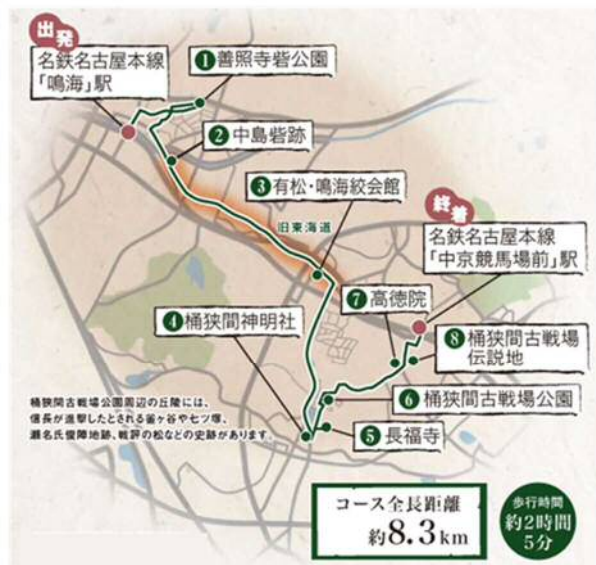 出発
名鉄名古屋本線
「鳴海」駅
❶善照寺砦公園
❷中島砦跡
❸有松・鳴海絞会館
旧東海道
終着
名鉄名古屋本線
「中京競馬場前」駅
❼高徳院
❹桶狭間神明社
❽桶狭間古戦場
伝説地
❻桶狭間古戦場公園
❺長福寺
桶狭間古戦場公園周辺の丘陵には、
信長が進撃したとされる釜ヶ谷や七ツ塚、
瀬名氏俊陣地跡、戦評の松などの史跡があります。
コース全長距離
約8.3km
歩行時間
約2時間
5分